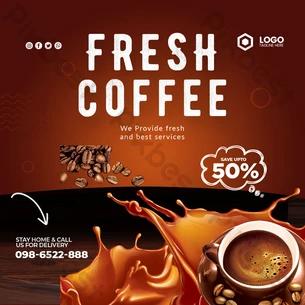 LOGO
TAGLINE HERE
FRESH
COFFEE
We Provide fresh
and best services
SAVE UPTO
50%
STAY HOME & CALL
US FOR DELIVERY
098-6522-888